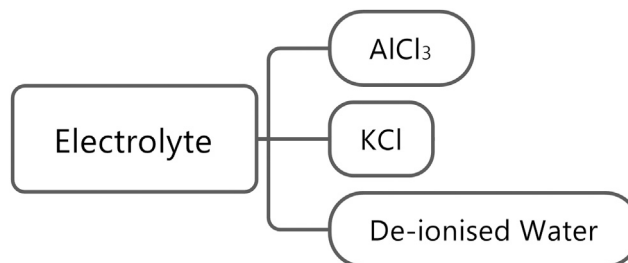 AlCl₃
Electrolyte
KCl
De-ionised Water